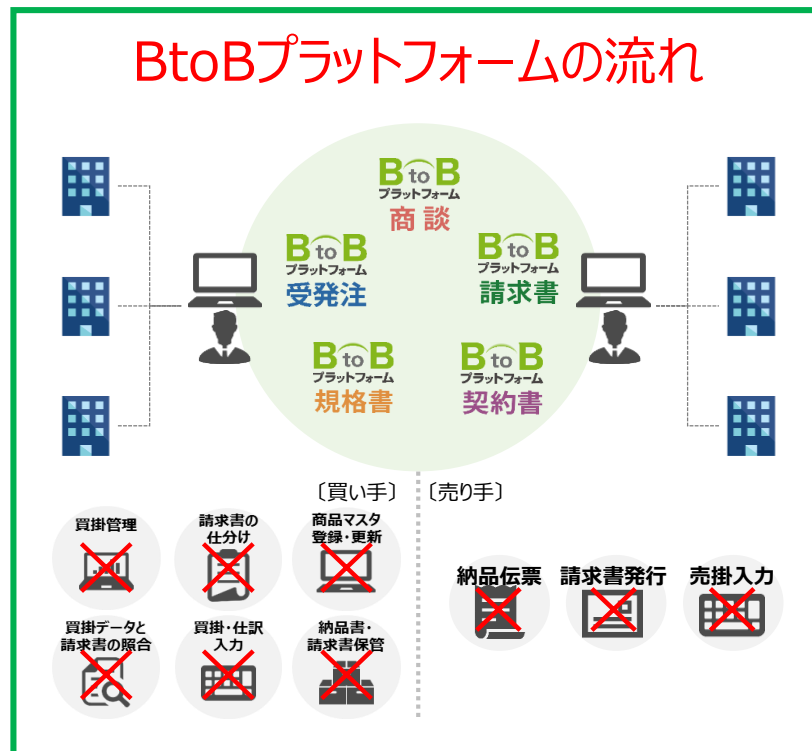 BtoBプラットフォームの流れ
BtoB
プラットフォーム
商談
BtoB
プラットフォーム
受発注
BtoB
プラットフォーム
請求書
BtoB
プラットフォーム
規格書
BtoB
プラットフォーム
契約書
〔買い手〕
〔売り手〕
買掛管理
請求書の
仕分け
商品マスタ
登録・更新
買掛データと
請求書の照合
買掛・仕訳
入力
納品書・
請求書保管
納品伝票
請求書発行
売掛入力